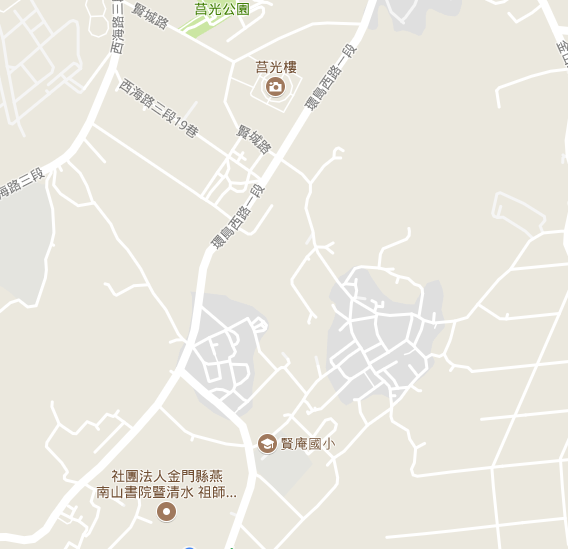 莒光公園
賢城路
西海路三段
莒光樓
環島西路一段
西海路三段19巷
賢城路
海路三段
環島西路一段
賢庵國小
社團法人金門縣燕
南山書院暨清水 祖師...